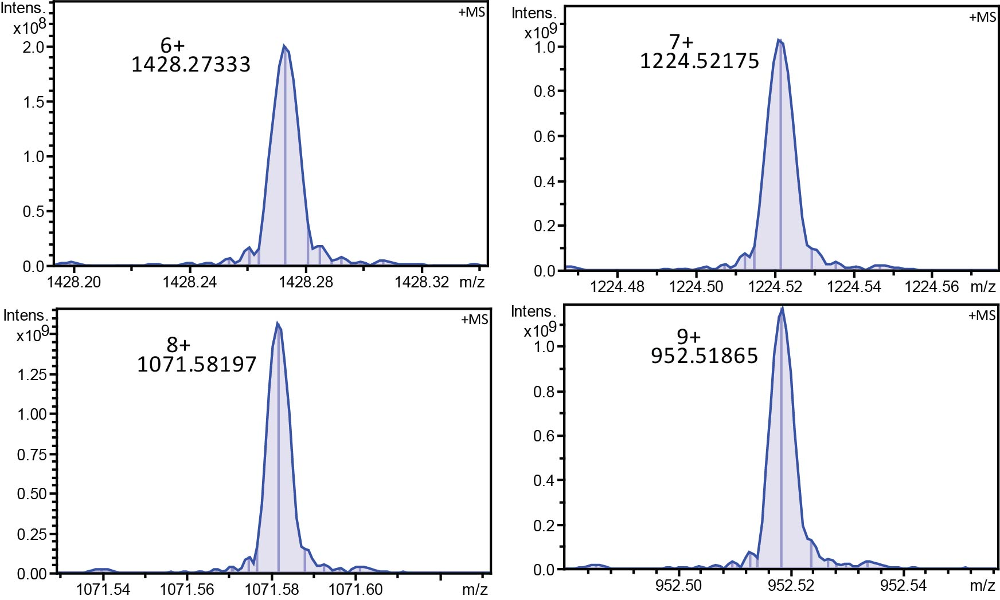 Intens.
x10^8
+MS
6+
1428.27333
2.0
1.5
1.0
0.5
0.0
1428.20 1428.24 1428.28 1428.32 m/z
Intens.
x10^9
+MS
7+
1224.52175
1.0
0.8
0.6
0.4
0.2
0.0
1224.48 1224.50 1224.52 1224.54 1224.56 m/z
Intens.
x10^9
+MS
8+
1071.58197
1.25
1.00
0.75
0.50
0.25
0.00
1071.54 1071.56 1071.58 1071.60 m/z
Intens.
x10^9
+MS
9+
952.51865
1.0
0.8
0.6
0.4
0.2
0.0
952.50 952.52 952.54 m/z